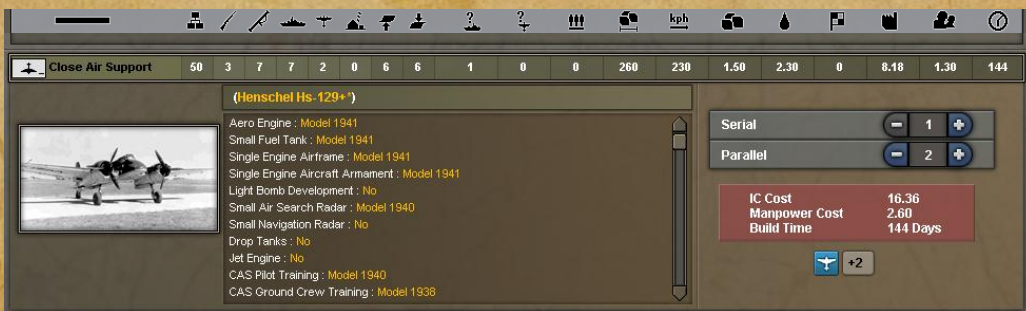 ? ? kph
Close Air Support 50 3 7 7 2 0 6 6 1 0 0 260 230 1.50 2.30 0 8.18 1.30 144
(Henschel Hs-129+*)
Aero Engine : Model 1941
Small Fuel Tank : Model 1941
Single Engine Airframe : Model 1941
Single Engine Aircraft Armament : Model 1941
Light Bomb Development : No
Small Air Search Radar : Model 1940
Small Navigation Radar : No
Drop Tanks : No
Jet Engine : No
CAS Pilot Training : Model 1940
CAS Ground Crew Training : Model 1938
Serial 1
Parallel 2
IC Cost 16.36
Manpower Cost 2.60
Build Time 144 Days
+2